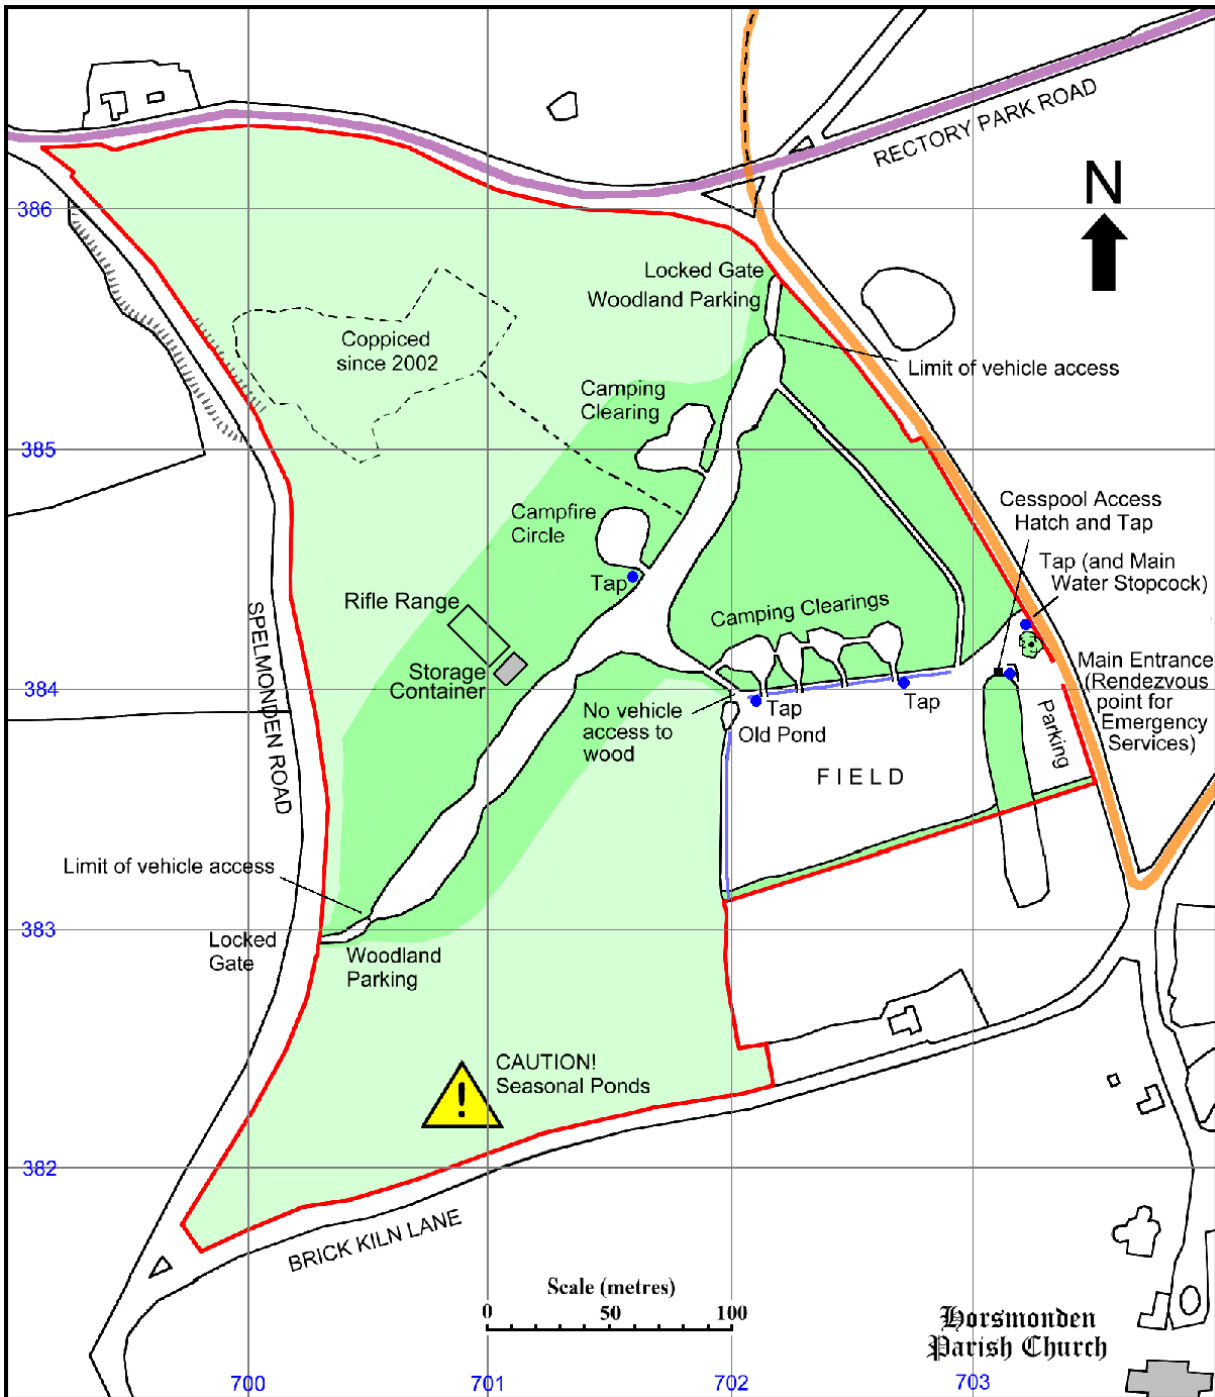 RECTORY PARK ROAD
N
386
Locked Gate
Woodland Parking
Coppiced
since 2002
Limit of vehicle access
Camping
Clearing
385
Cesspool Access
Hatch and Tap
Campfire
Circle
Tap (and Main
Water Stopcock)
Tap
Rifle Range
Camping Clearings
SPELMONDEN ROAD
Storage
Container
Main Entrance
(Rendezvous
point for
Emergency
Services)
384
No vehicle
access to
wood
Tap
Tap
Old Pond
Parking
FIELD
Limit of vehicle access
383
Locked
Gate
Woodland
Parking
CAUTION!
Seasonal Ponds
!
382
BRICK KILN LANE
Scale (metres)
0 50 100
Horsmonden
Parish Church
700 701 702 703